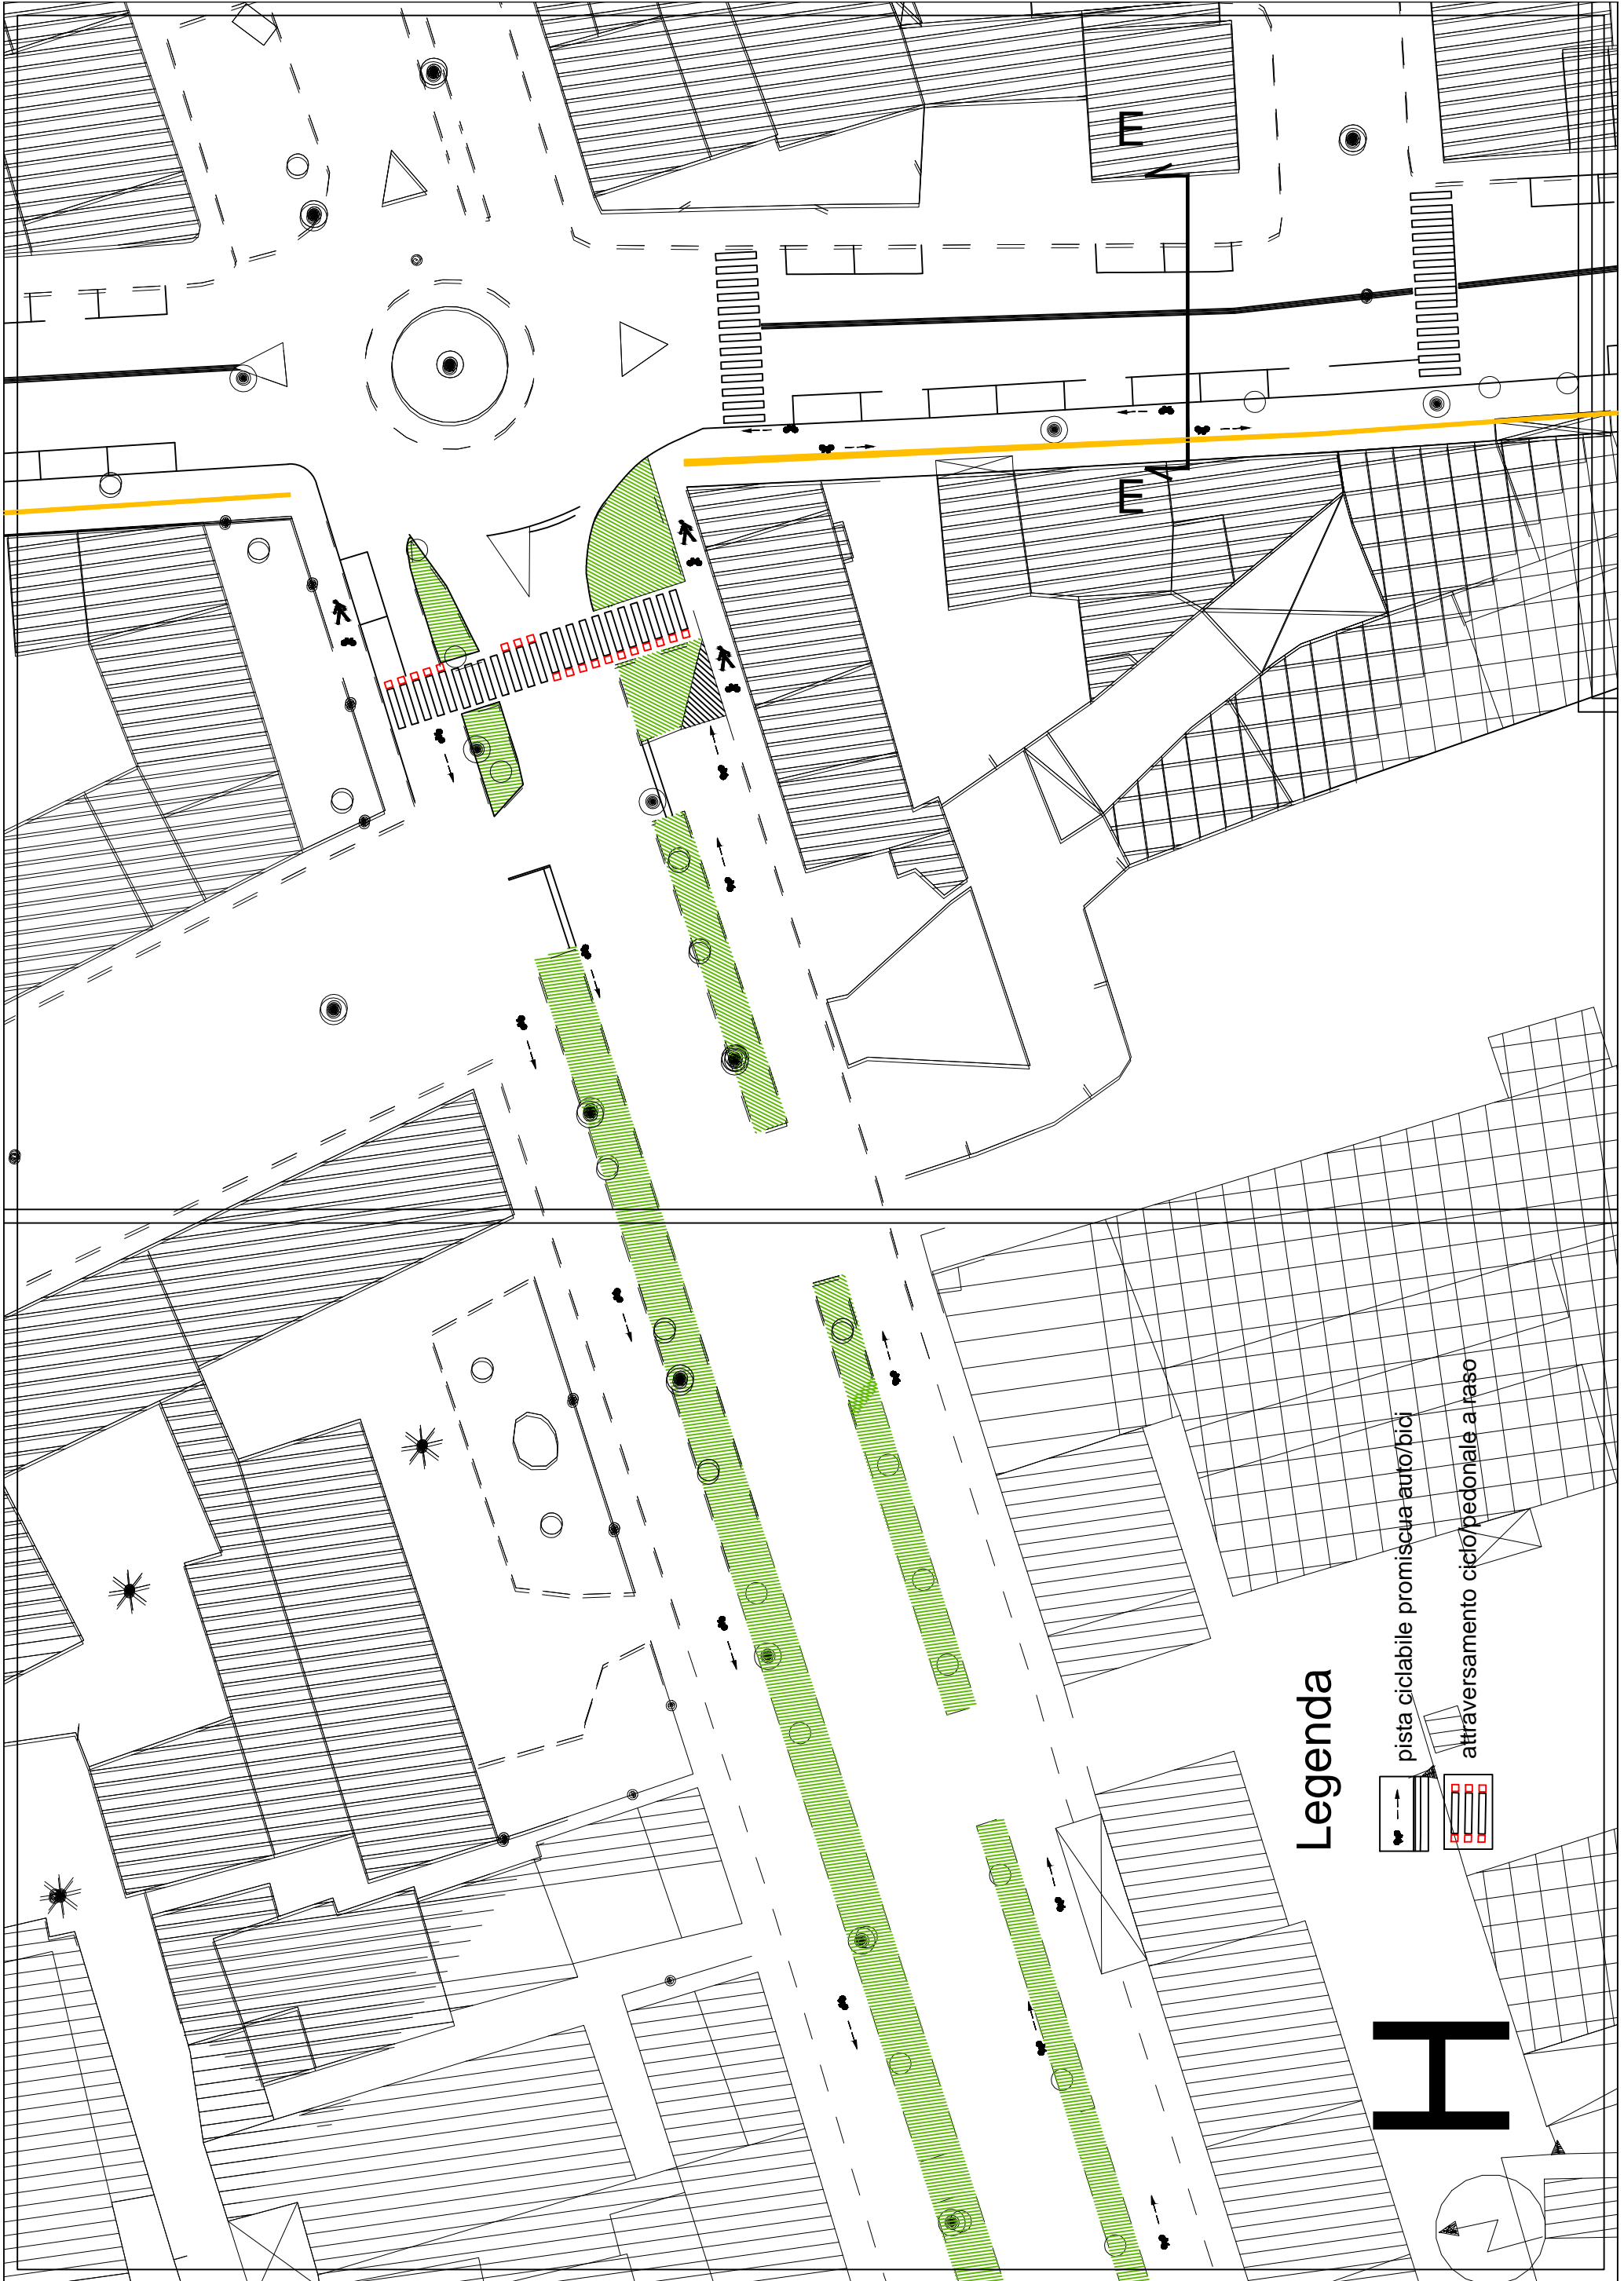 E
E
Legenda
pista ciclabile promiscua auto/bici
attraversamento ciclo/pedonale a raso
H